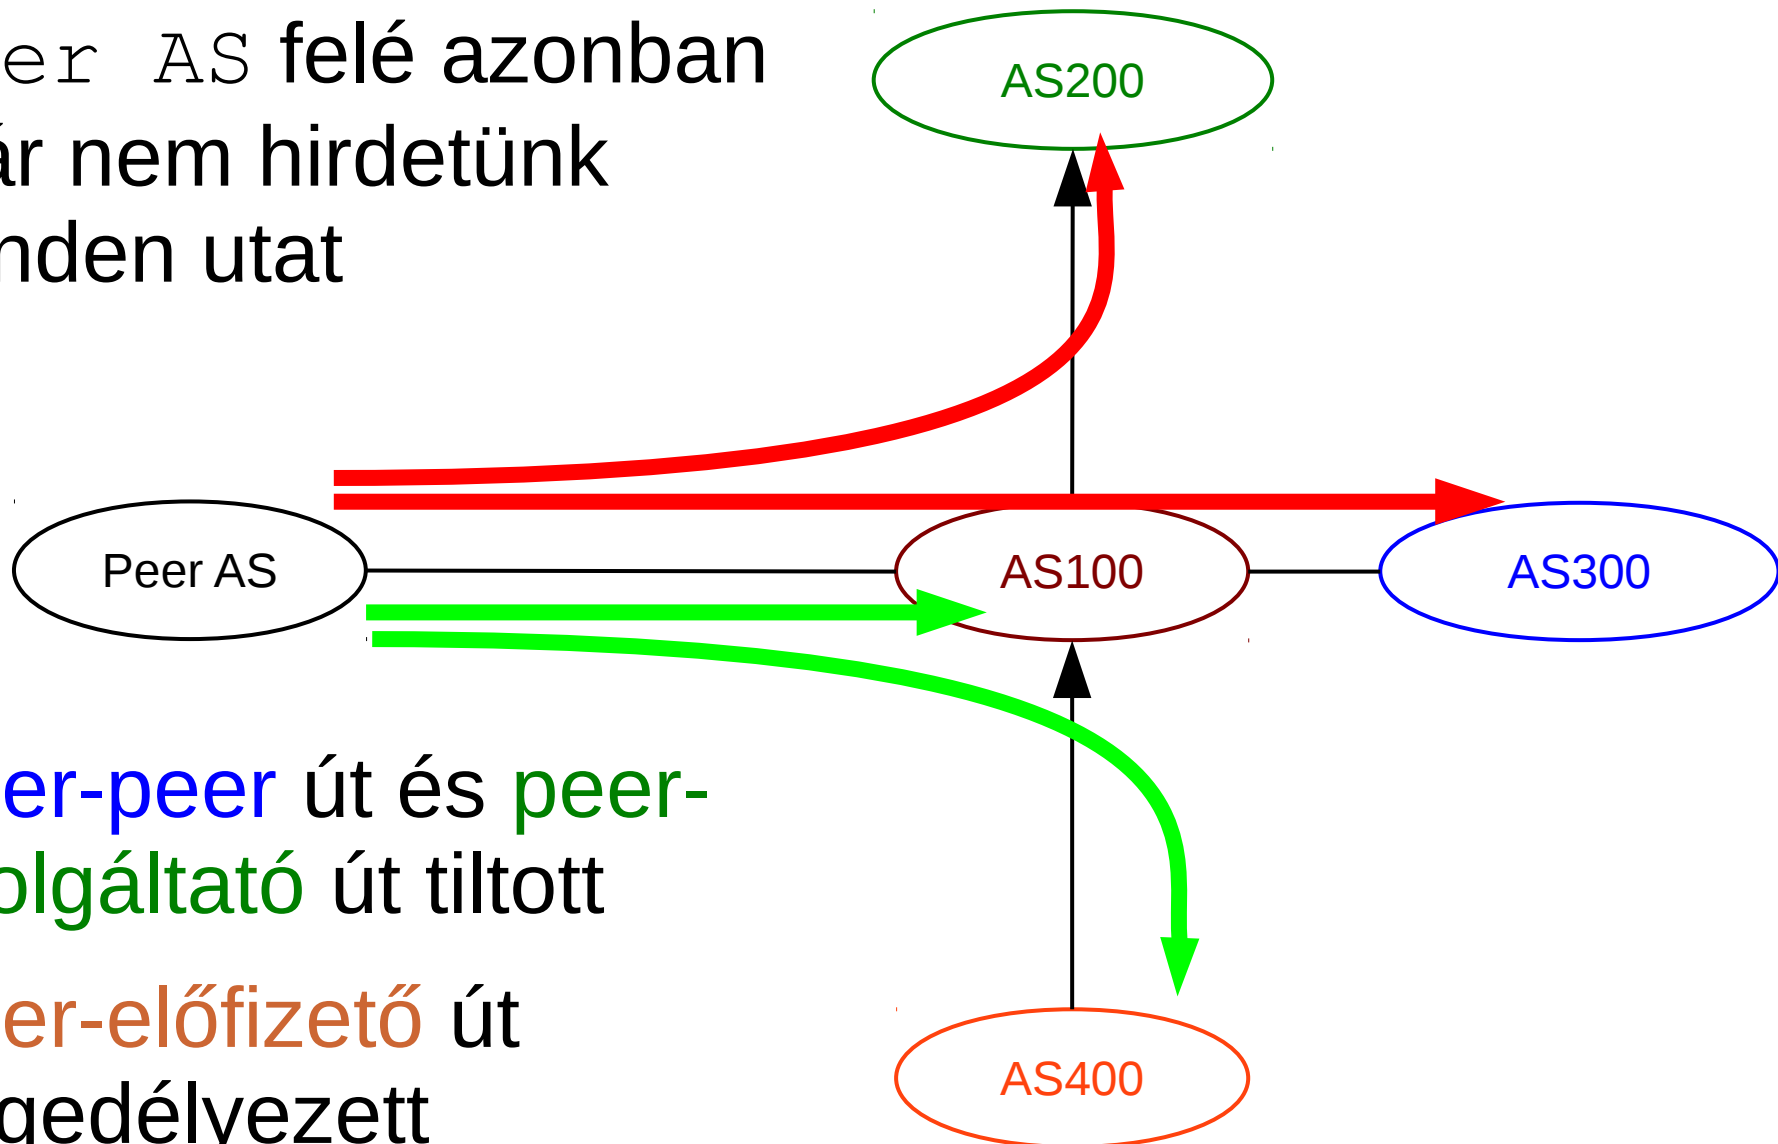 er AS felé azonban
ár nem hirdetünk
nden utat
AS200
Peer AS
AS100
AS300
er-peer út és peer-
olgáltató út tiltott
er-előfizető út
gedélyezett
AS400